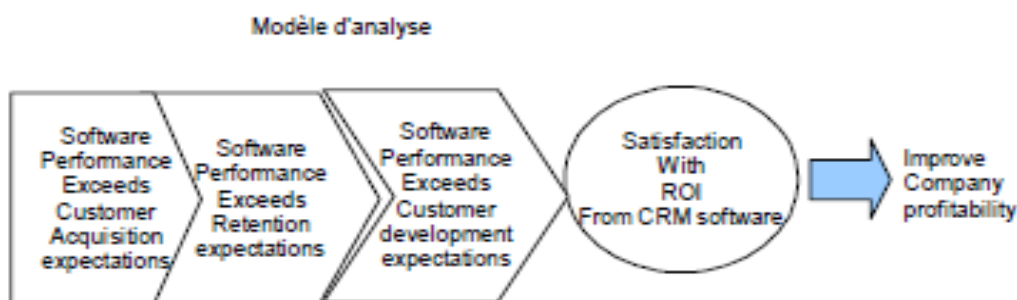 Modèle d'analyse
Software
Performance
Exceeds
Customer
Acquisition
expectations
Software
Performance
Exceeds
Retention
expectations
Software
Performance
Exceeds
Customer
development
expectations
Satisfaction
With
ROI
From CRM software
Improve
Company
profitability